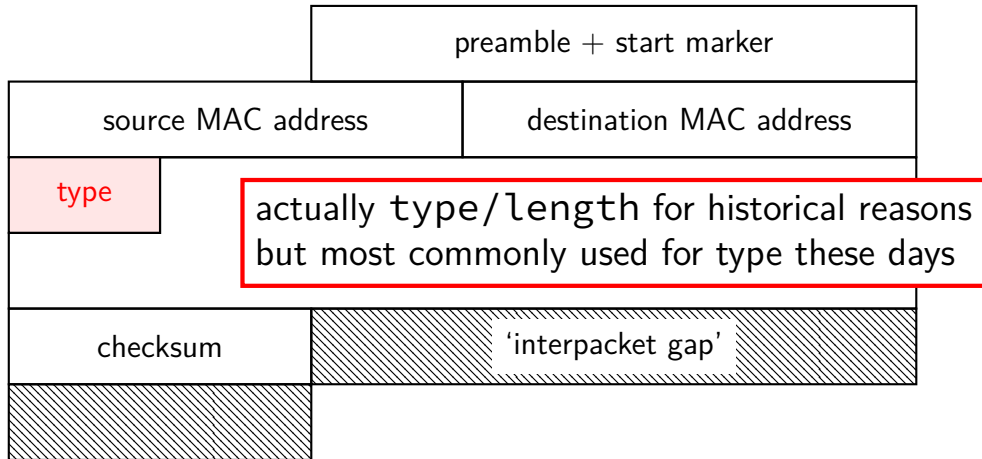 preamble + start marker
source MAC address
destination MAC address
type
actually type/length for historical reasons
but most commonly used for type these days
checksum
‘interpacket gap’